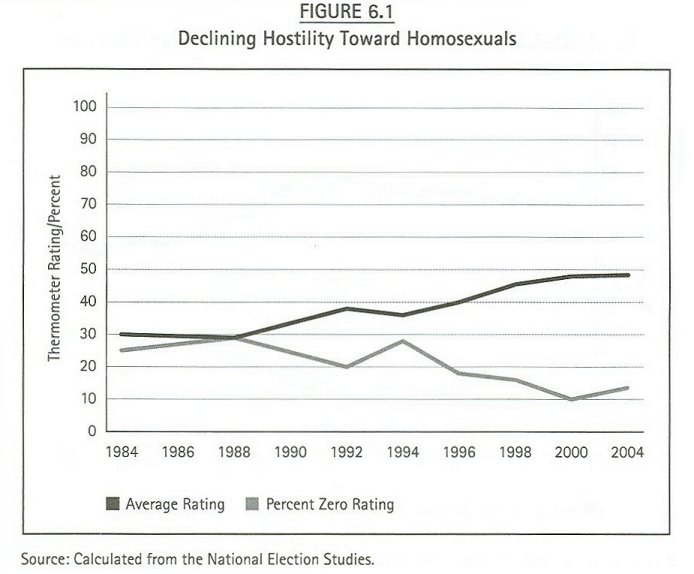 FIGURE 6.1
Declining Hostility Toward Homosexuals
Thermometer Rating/Percent
100
90
80
70
60
50
40
30
20
10
0
1984 1986 1988 1990 1992 1994 1996 1998 2000 2004
Average Rating Percent Zero Rating
Source: Calculated from the National Election Studies.